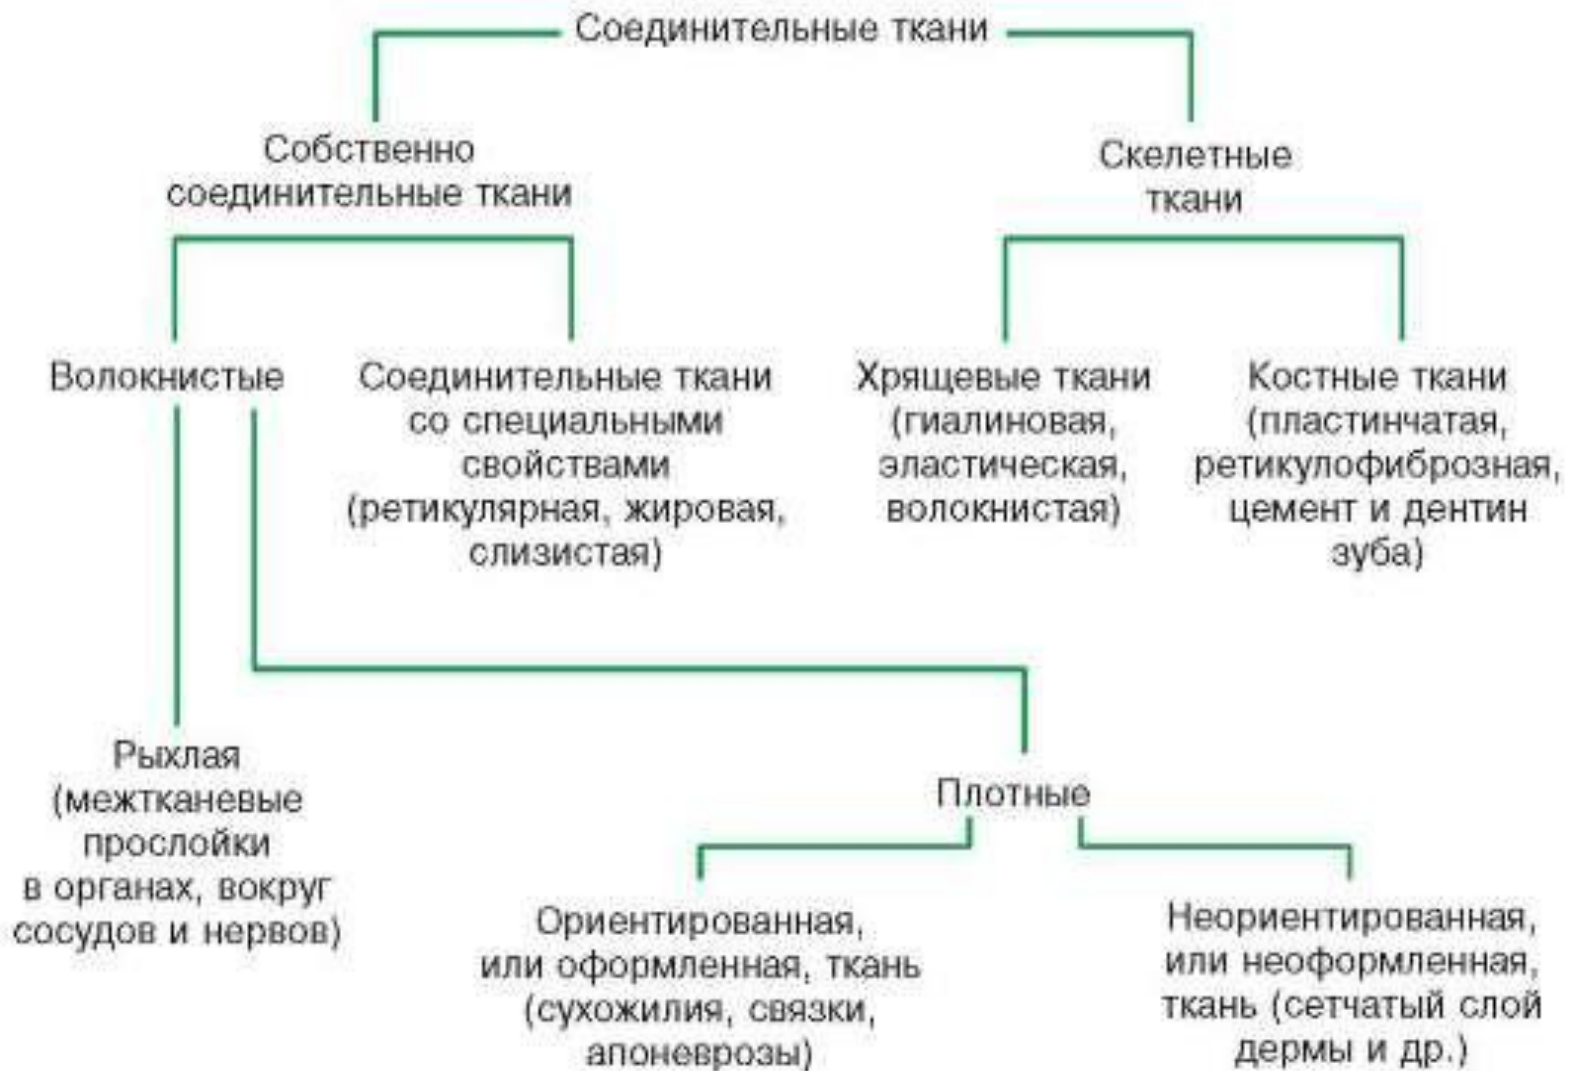 Соединительные ткани
Собственно
соединительные ткани
Скелетные
ткани
Волокнистые
Соединительные ткани
со специальными
свойствами
(ретикулярная, жировая,
слизистая)
Хрящевые ткани
(гиалиновая,
эластическая,
волокнистая)
Костные ткани
(пластинчатая,
ретикулофиброзная,
цемент и дентин
зуба)
Рыхлая
(межтканевые
прослойки
в органах, вокруг
сосудов и нервов)
Плотные
Ориентированная,
или оформленная, ткань
(сухожилия, связки,
апоневрозы)
Неориентированная,
или неоформленная,
ткань (сетчатый слой
дермы и др.)